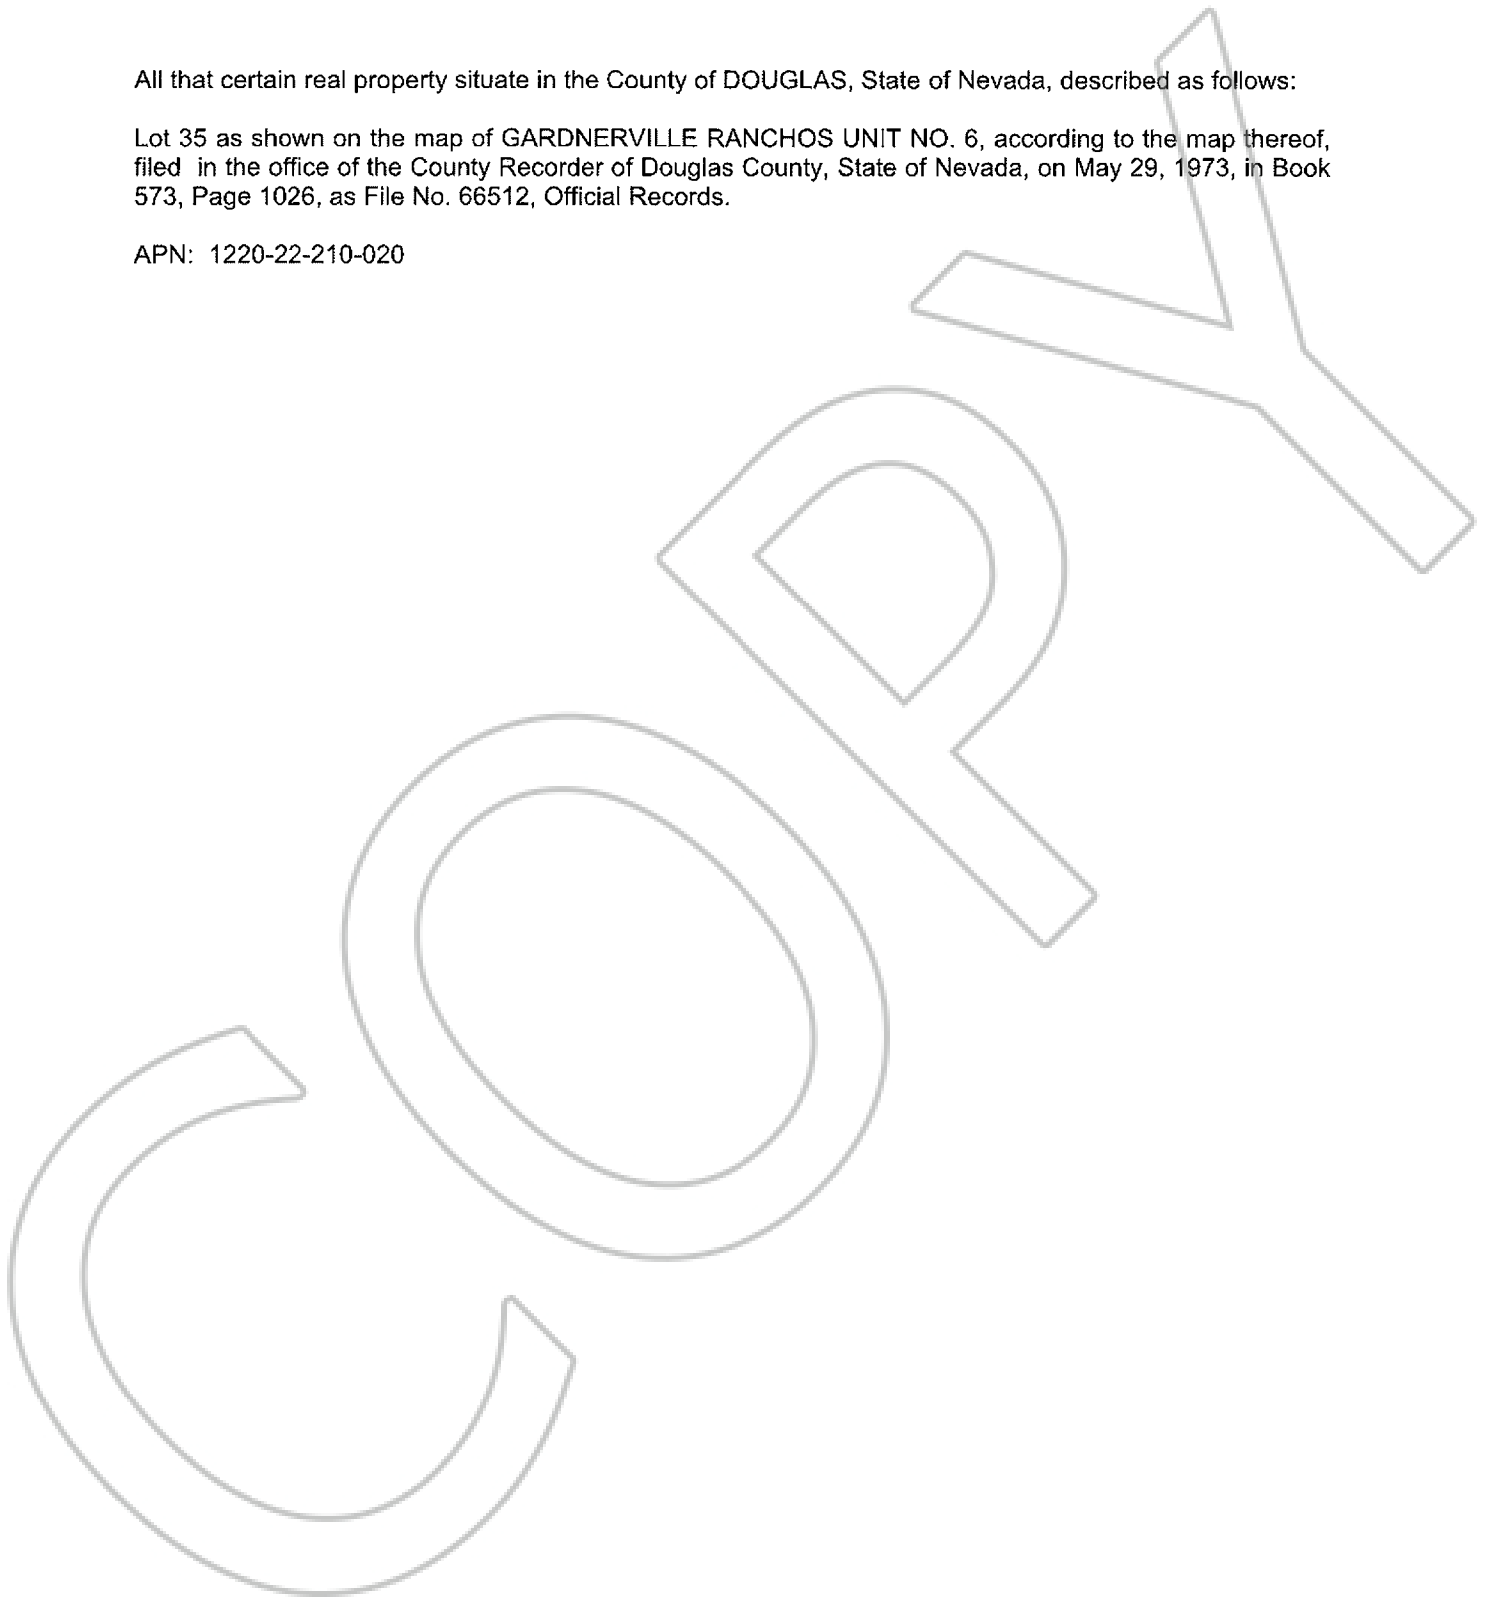 All that certain real property situate in the County of DOUGLAS, State of Nevada, described as follows:
Lot 35 as shown on the map of GARDNERVILLE RANCHOS UNIT NO. 6, according to the map thereof,
filed in the office of the County Recorder of Douglas County, State of Nevada, on May 29, 1973, in Book
573, Page 1026, as File No. 66512, Official Records.
APN: 1220-22-210-020
COPY